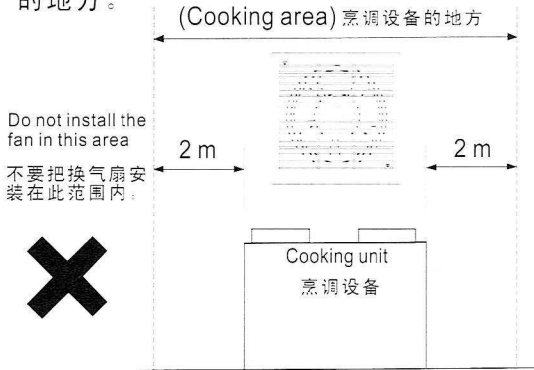 的地方。
(Cooking area) 烹调设备的地方
Do not install the
fan in this area
不要把换气扇安
装在此范围内。
2 m
2 m
Cooking unit
烹调设备